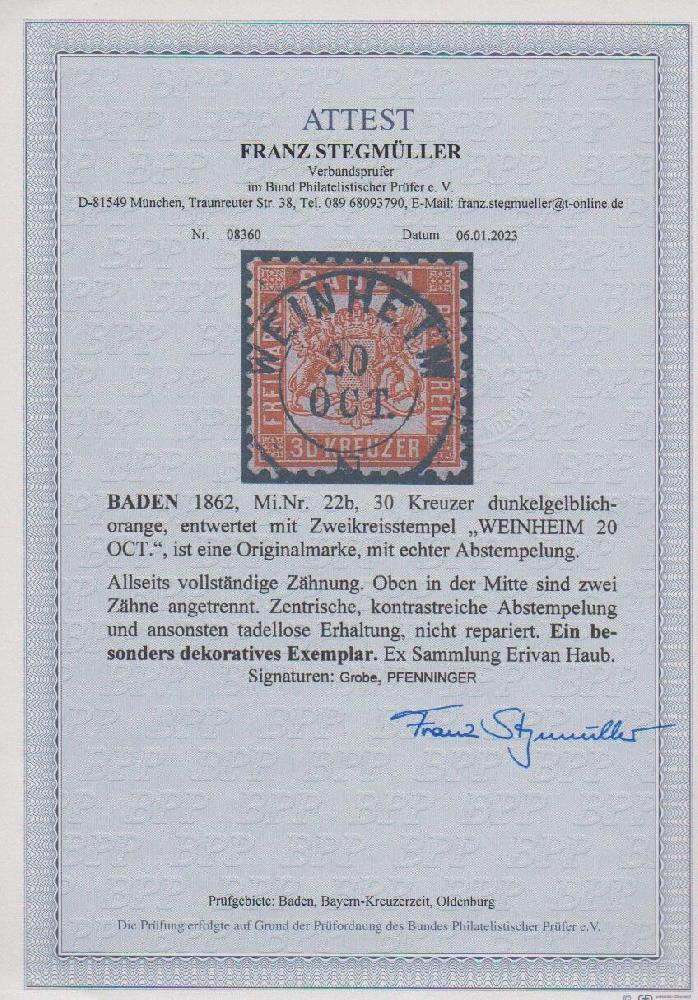 ATTEST
FRANZ STEGMÜLLER
Verbandsprüfer
im Bund Philatelistischer Prüfer e. V.
D-81549 München, Traunreuter Str. 38, Tel. 089 68093790, E-Mail: franz.stegmueller@t-online.de
Nr. 08360 Datum 06.01.2023
BADEN
FREIMARKE
WEINHEIM
20
OCT.
VEREIN
30 KREUZER
BADEN 1862, Mi.Nr. 22b, 30 Kreuzer dunkelgelblich-
orange, entwertet mit Zweikreisstempel „WEINHEIM 20
OCT.“, ist eine Originalmarke, mit echter Abstempelung.
Allseits vollständige Zähnung. Oben in der Mitte sind zwei
Zähne angetrennt. Zentrische, kontrastreiche Abstempelung
und ansonsten tadellose Erhaltung, nicht repariert. Ein be-
sonders dekoratives Exemplar. Ex Sammlung Erivan Haub.
Signaturen: Grobe, PFENNINGER
Franz Stegmüller
Prüfgebiete: Baden, Bayern-Kreuzerzeit, Oldenburg
Die Prüfung erfolgte auf Grund der Prüfordnung des Bundes Philatelistischer Prüfer e.V.